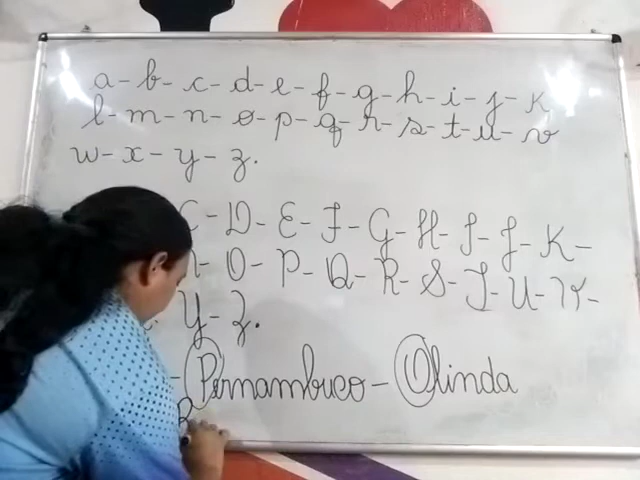 a - b - c - d - e - f - g - h - i - j - k
l - m - n - o - p - q - r - s - t - u - v
w - x - y - z.
C - D - E - F - G - H - I - J - K -
O - P - Q - R - S - T - U - V -
Y - Z.
- Pernambuco - Olinda